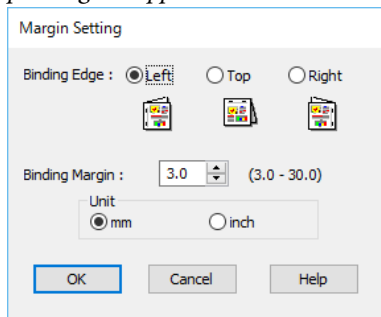 Margin Setting
Binding Edge : Left Top Right
Binding Margin : 3.0 (3.0 - 30.0)
Unit
mm inch
OK Cancel Help